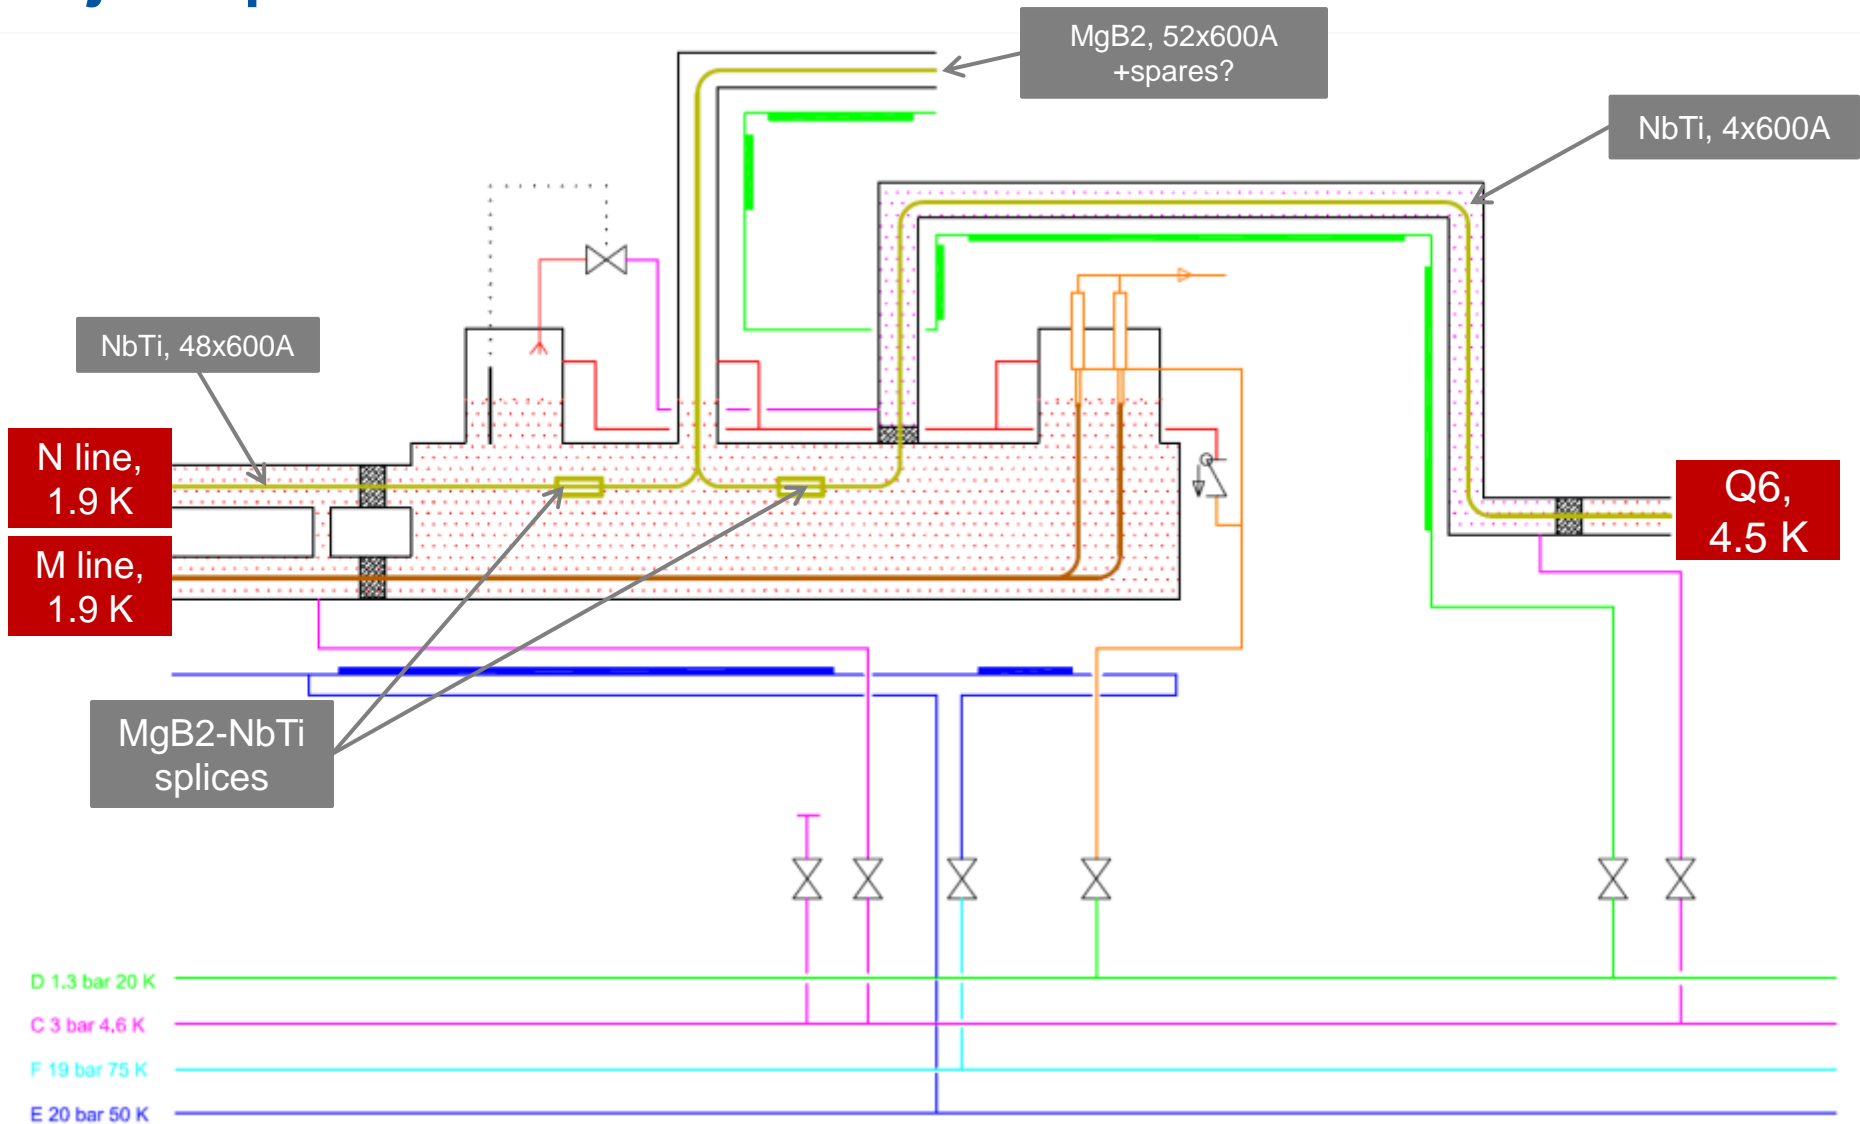 MgB2, 52x600A
+spares?
NbTi, 4x600A
NbTi, 48x600A
N line,
1.9 K
M line,
1.9 K
Q6,
4.5 K
MgB2-NbTi
splices
D 1.3 bar 20 K
C 3 bar 4,6 K
F 19 bar 75 K
E 20 bar 50 K